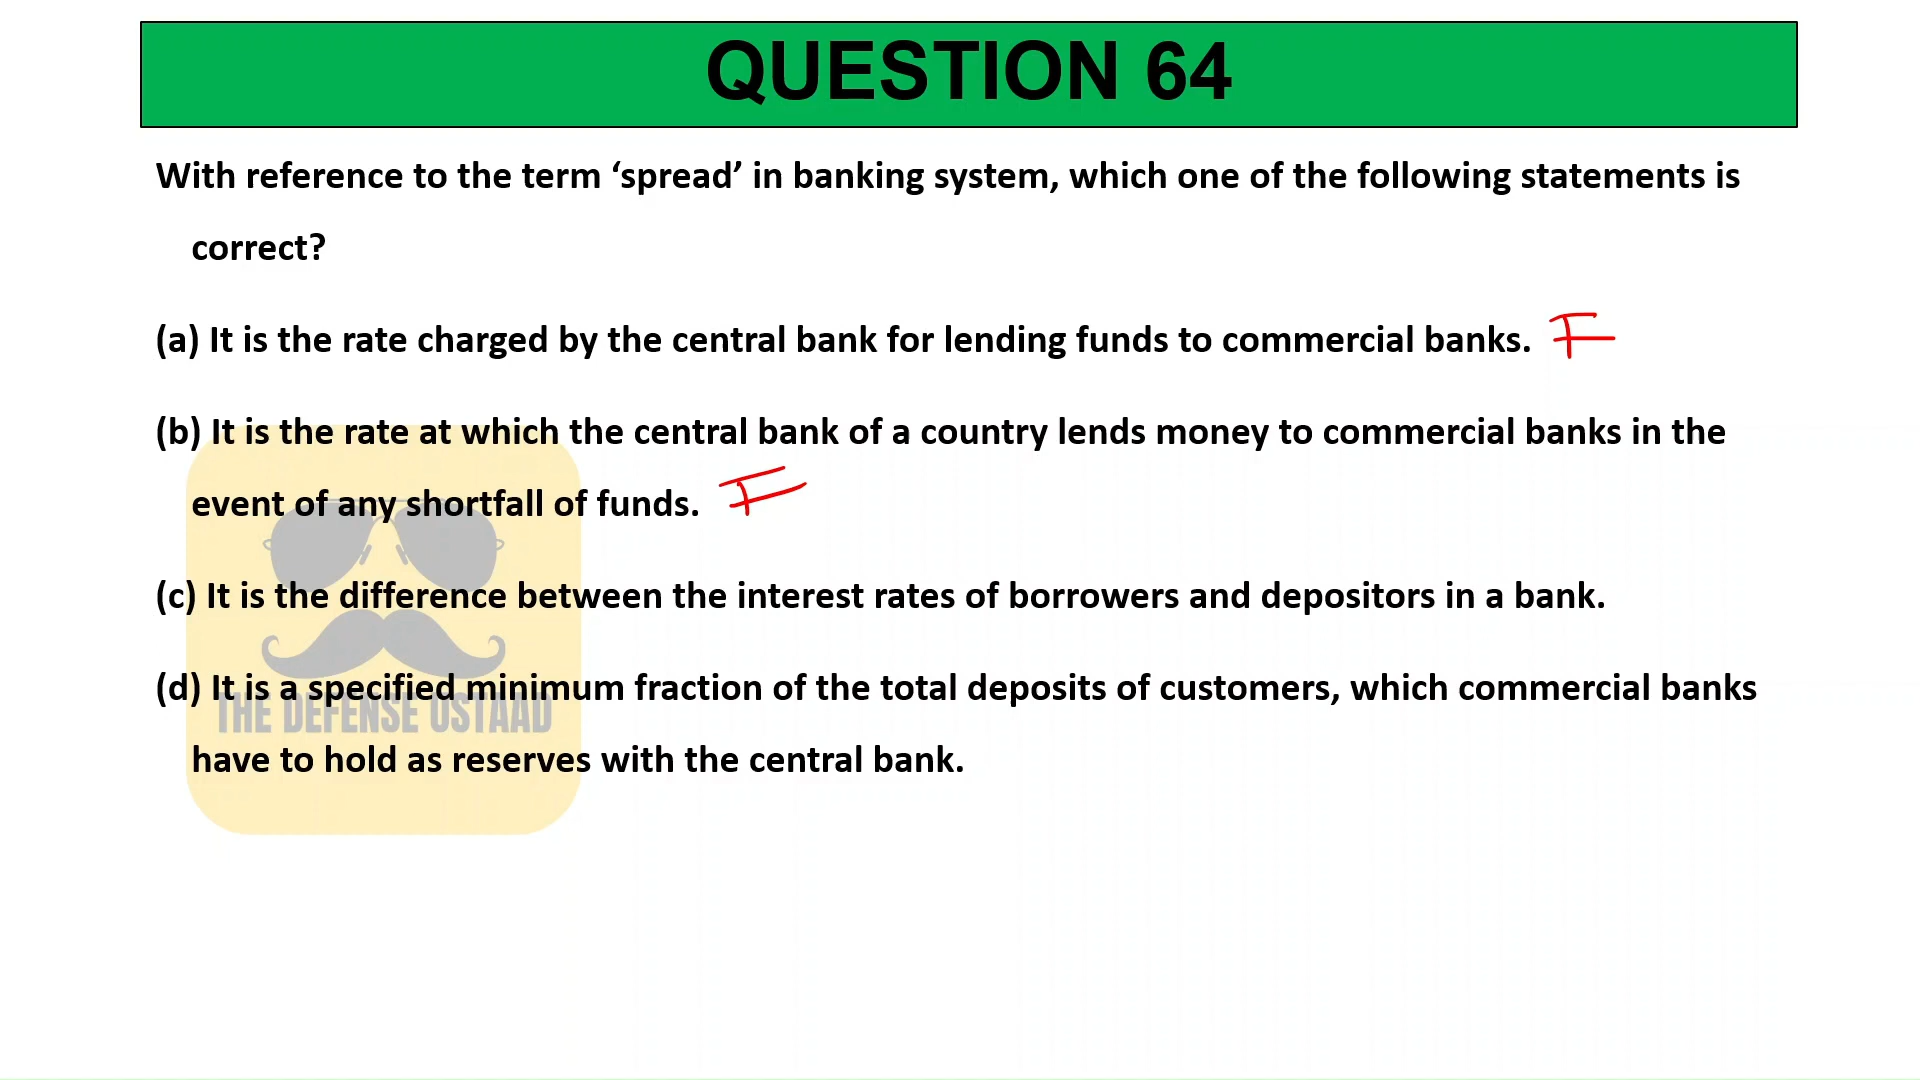 QUESTION 64
With reference to the term ‘spread’ in banking system, which one of the following statements is
correct?
(a) It is the rate charged by the central bank for lending funds to commercial banks. F
(b) It is the rate at which the central bank of a country lends money to commercial banks in the
event of any shortfall of funds. F
(c) It is the difference between the interest rates of borrowers and depositors in a bank.
(d) It is a specified minimum fraction of the total deposits of customers, which commercial banks
THE DEFENSE USTAAD
have to hold as reserves with the central bank.